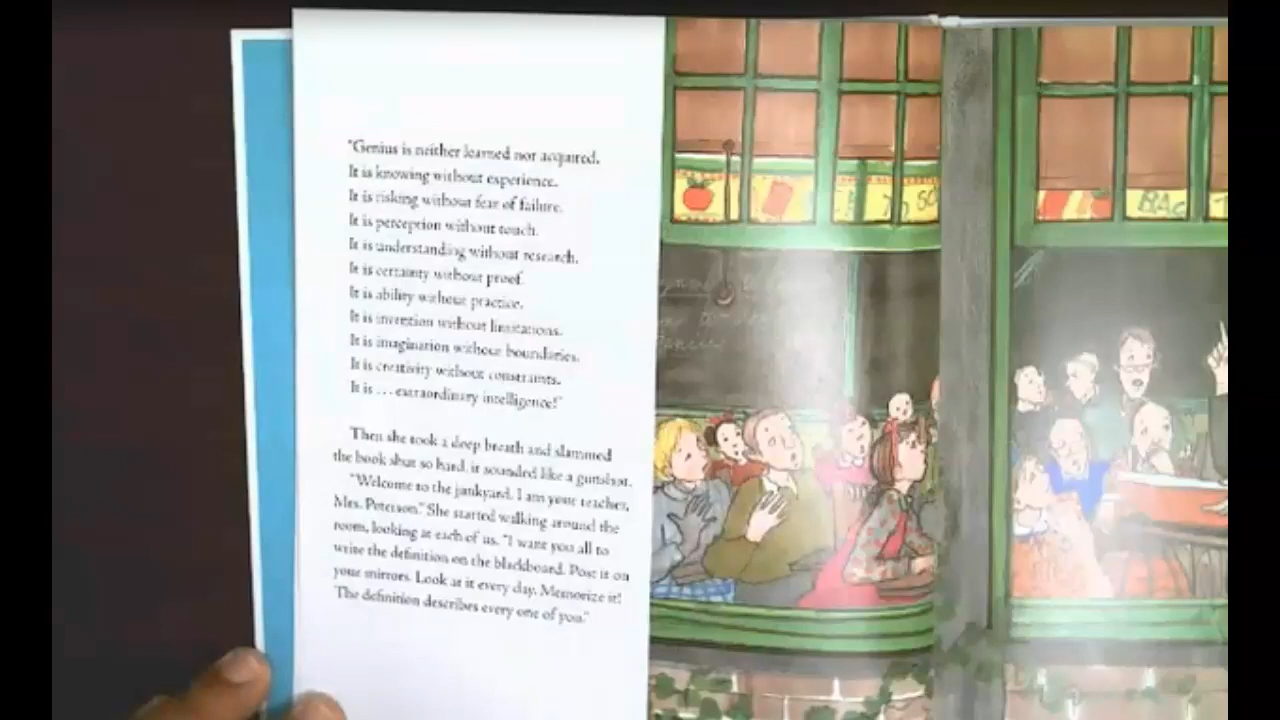 "Genius is neither learned nor acquired.
It is knowing without experience.
It is risking without fear of failure.
It is perception without touch.
It is understanding without research.
It is certainty without proof.
It is ability without practice.
It is invention without limitations.
It is imagination without boundaries.
It is creativity without constraints.
It is . . . extraordinary intelligence!"
Then she took a deep breath and slammed
the book shut so hard, it sounded like a gunshot.
"Welcome to the junkyard. I am your teacher,
Mrs. Peterson." She started walking around the
room, looking at each of us. "I want you all to
write the definition on the blackboard. Post it on
your mirrors. Look at it every day. Memorize it!
The definition describes every one of you."
TO SC
BAC